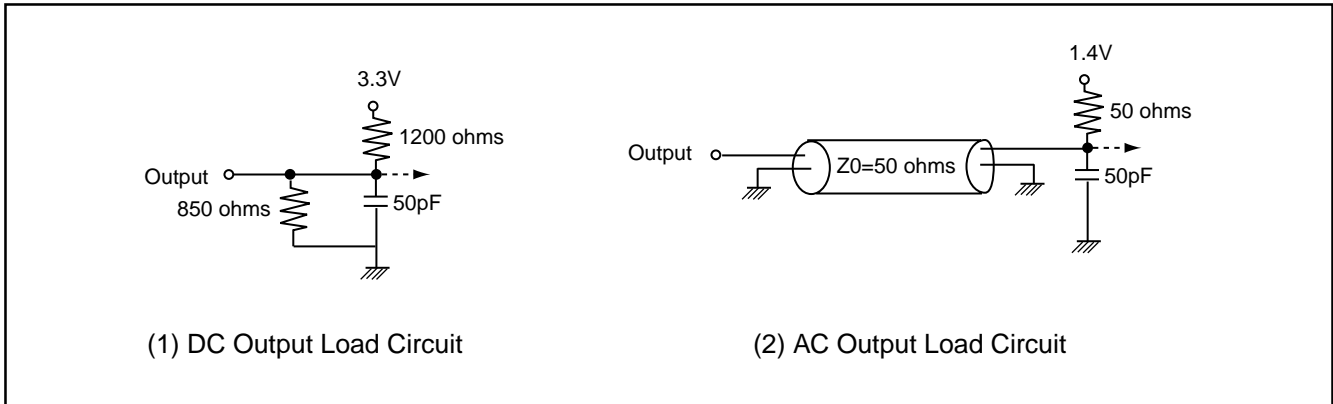 3.3V
1200 ohms
Output
850 ohms
50pF
(1) DC Output Load Circuit
1.4V
50 ohms
Output
Z0=50 ohms
50pF
(2) AC Output Load Circuit